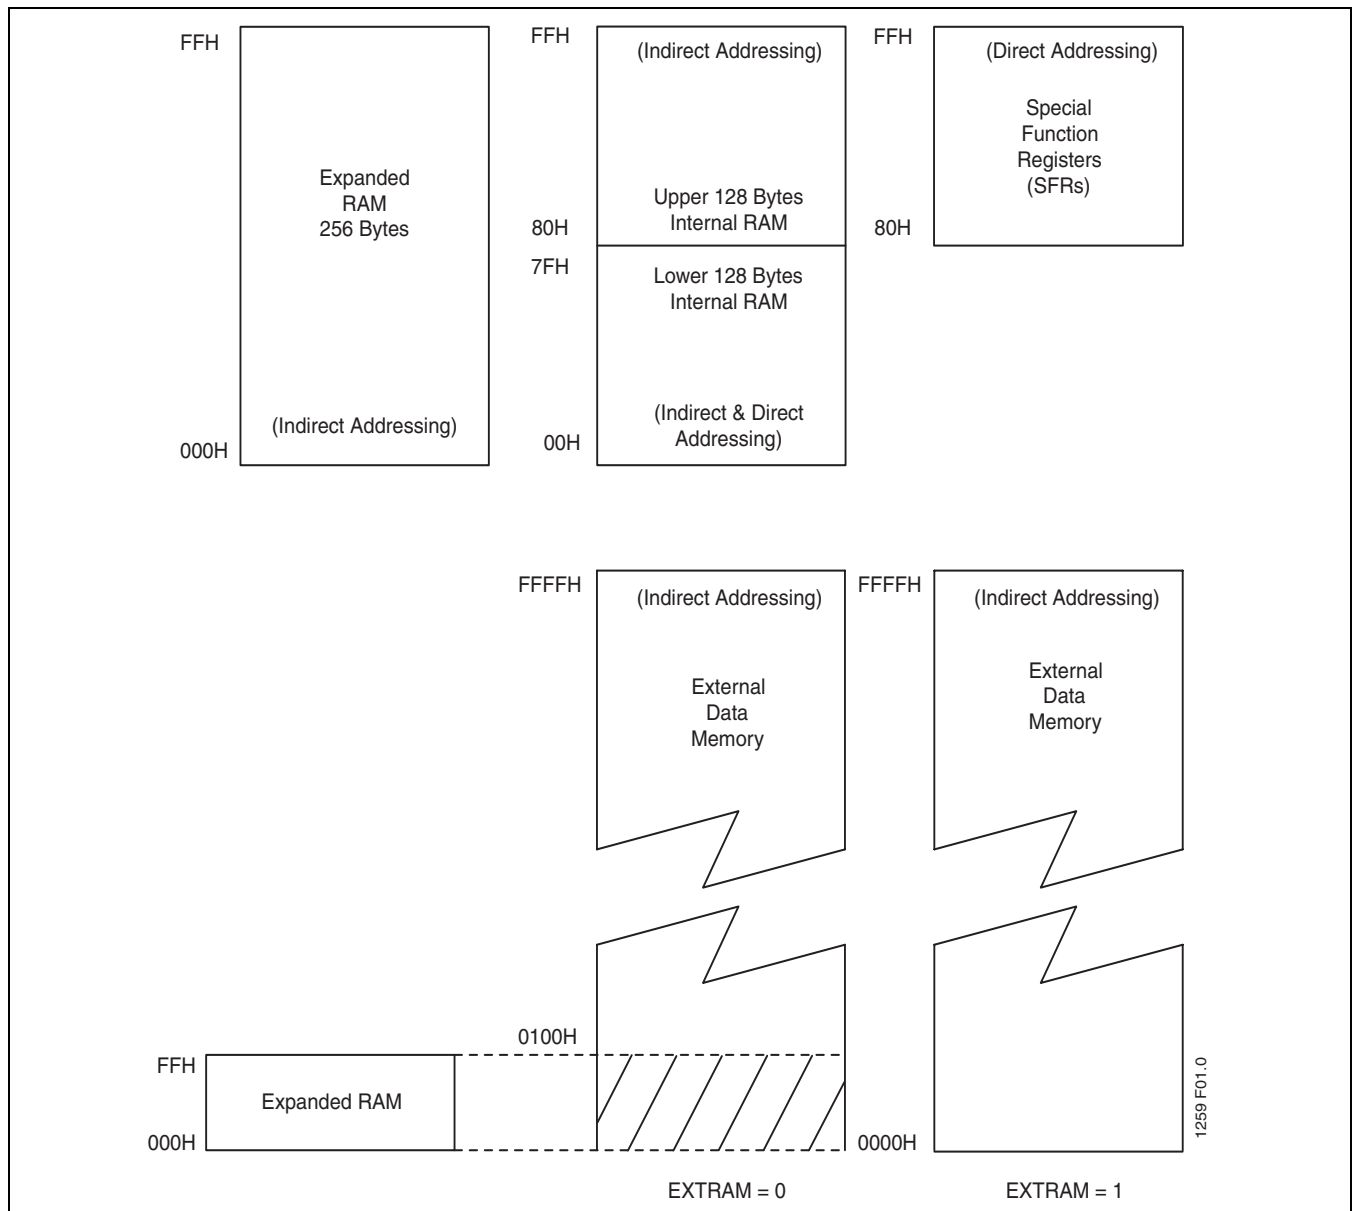 FFH
Expanded
RAM
256 Bytes
(Indirect Addressing)
000H
FFH
(Indirect Addressing)
Upper 128 Bytes
Internal RAM
80H
7FH
Lower 128 Bytes
Internal RAM
(Indirect & Direct
Addressing)
00H
FFH
(Direct Addressing)
Special
Function
Registers
(SFRs)
80H
FFFFH
(Indirect Addressing)
External
Data
Memory
FFFFH
(Indirect Addressing)
External
Data
Memory
0100H
FFH
Expanded RAM
000H
0000H
EXTRAM = 0
EXTRAM = 1
1259 F01.0